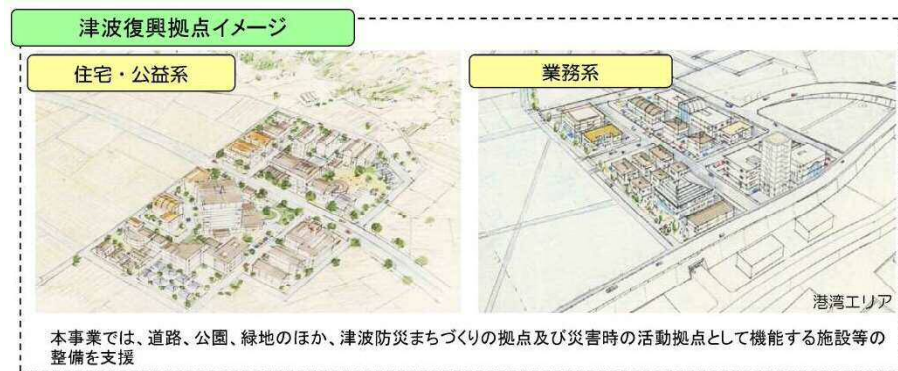 津波復興拠点イメージ
住宅・公益系
業務系
港湾エリア
本事業では、道路、公園、緑地のほか、津波防災まちづくりの拠点及び災害時の活動拠点として機能する施設等の
整備を支援